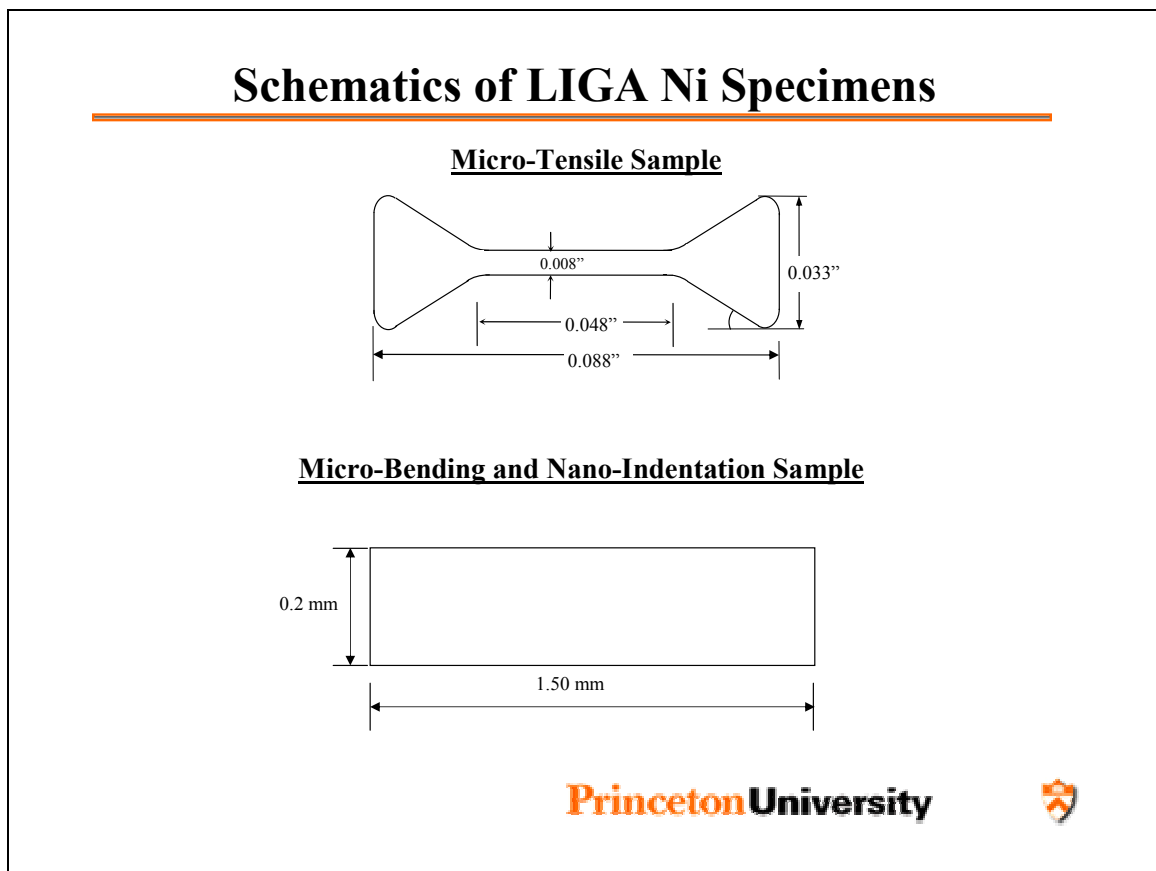 Schematics of LIGA Ni Specimens
Micro-Tensile Sample
0.008”
0.033”
0.048”
0.088”
Micro-Bending and Nano-Indentation Sample
0.2 mm
1.50 mm
Princeton University